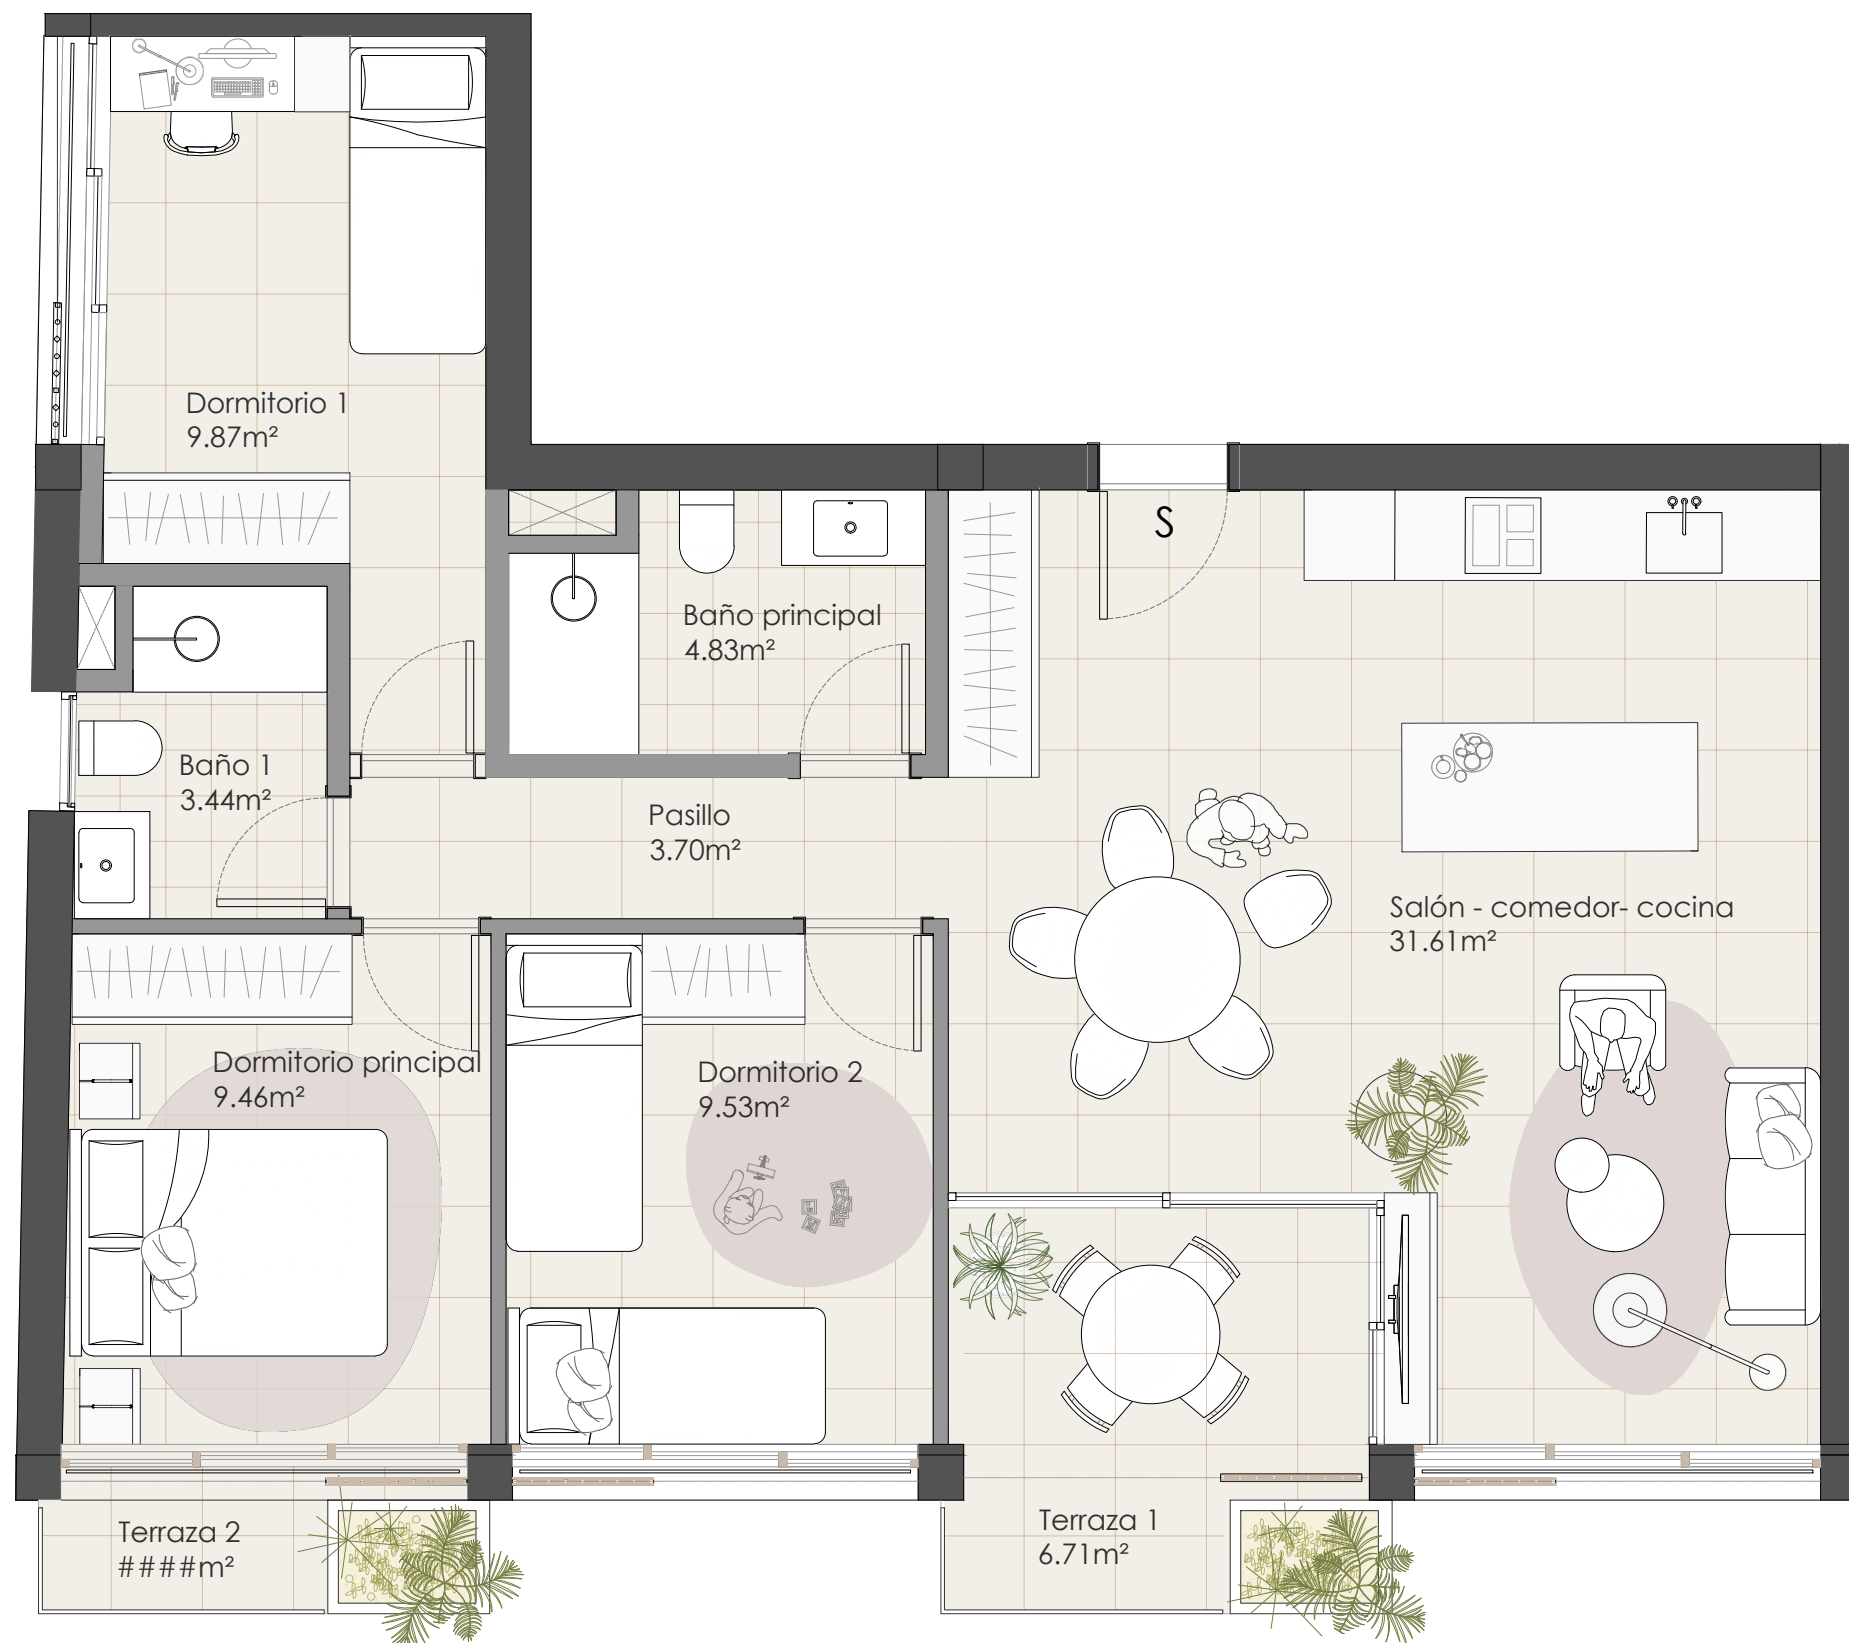 Dormitorio 1
9.87m²
S
Baño principal
4.83m²
Baño 1
3.44m²
Pasillo
3.70m²
Salón - comedor- cocina
31.61m²
Dormitorio principal
9.46m²
Dormitorio 2
9.53m²
Terraza 2
####m²
Terraza 1
6.71m²